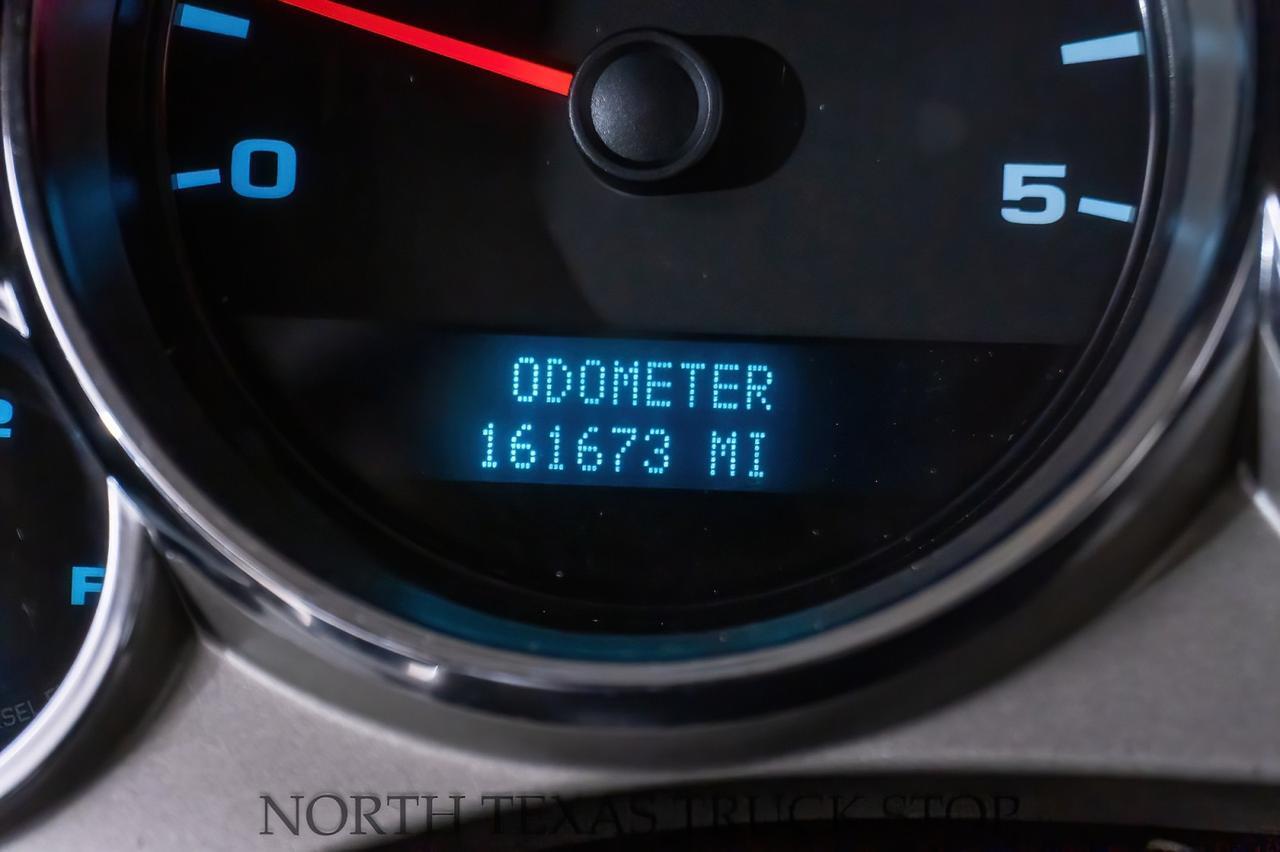 0
5
ODOMETER
161673 MI
F
NORTH TEXAS TRUCK STOP